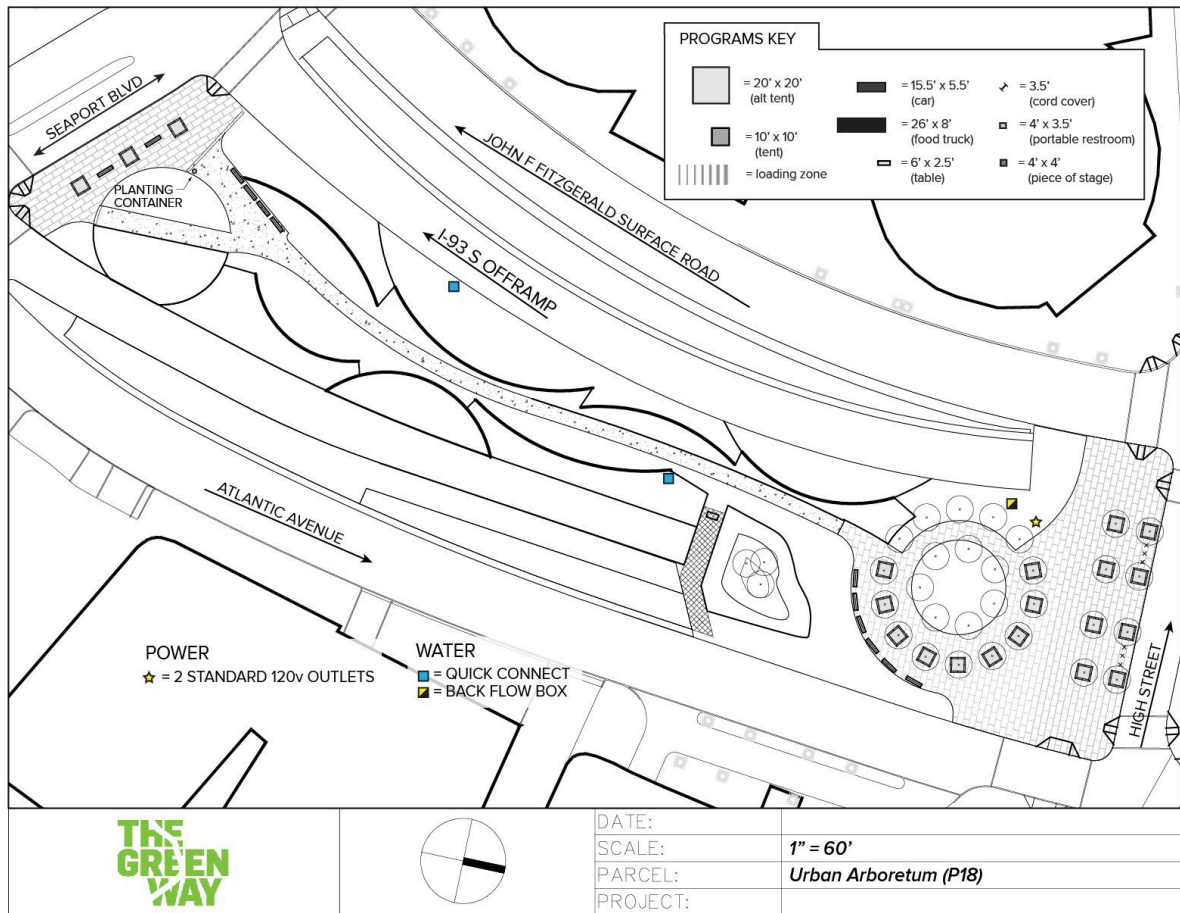 PROGRAMS KEY
= 20' x 20'
(alt tent)
= 10' x 10'
(tent)
= loading zone
= 15.5' x 5.5'
(car)
= 26' x 8'
(food truck)
= 6' x 2.5'
(table)
= 3.5'
(cord cover)
= 4' x 3.5'
(portable restroom)
= 4' x 4'
(piece of stage)
SEAPORT BLVD
PLANTING
CONTAINER
JOHN F FITZGERALD SURFACE ROAD
I-93 S OFFRAMP
ATLANTIC AVENUE
HIGH STREET
POWER
= 2 STANDARD 120v OUTLETS
WATER
= QUICK CONNECT
= BACK FLOW BOX
THE
GREEN
WAY
DATE:
SCALE: 1" = 60'
PARCEL: Urban Arboretum (P18)
PROJECT: